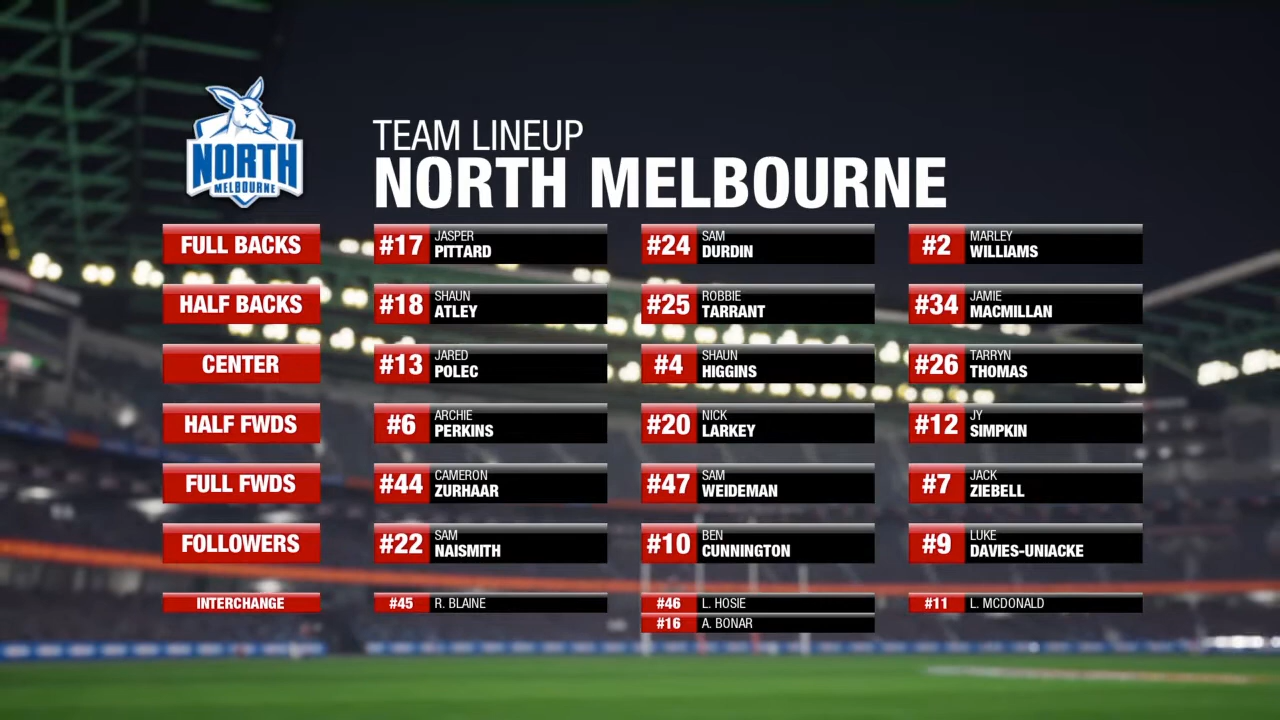 NORTH
MELBOURNE
TEAM LINEUP
NORTH MELBOURNE
FULL BACKS
#17 JASPER PITTARD
#24 SAM DURDIN
#2 MARLEY WILLIAMS
HALF BACKS
#18 SHAUN ATLEY
#25 ROBBIE TARRANT
#34 JAMIE MACMILLAN
CENTER
#13 JARED POLEC
#4 SHAUN HIGGINS
#26 TARRYN THOMAS
HALF FWDS
#6 ARCHIE PERKINS
#20 NICK LARKEY
#12 JY SIMPKIN
FULL FWDS
#44 CAMERON ZURHAAR
#47 SAM WEIDEMAN
#7 JACK ZIEBELL
FOLLOWERS
#22 SAM NAISMITH
#10 BEN CUNNINGTON
#9 LUKE DAVIES-UNIACKE
INTERCHANGE
#45 R. BLAINE
#46 L. HOSIE
#11 L. MCDONALD
#16 A. BONAR